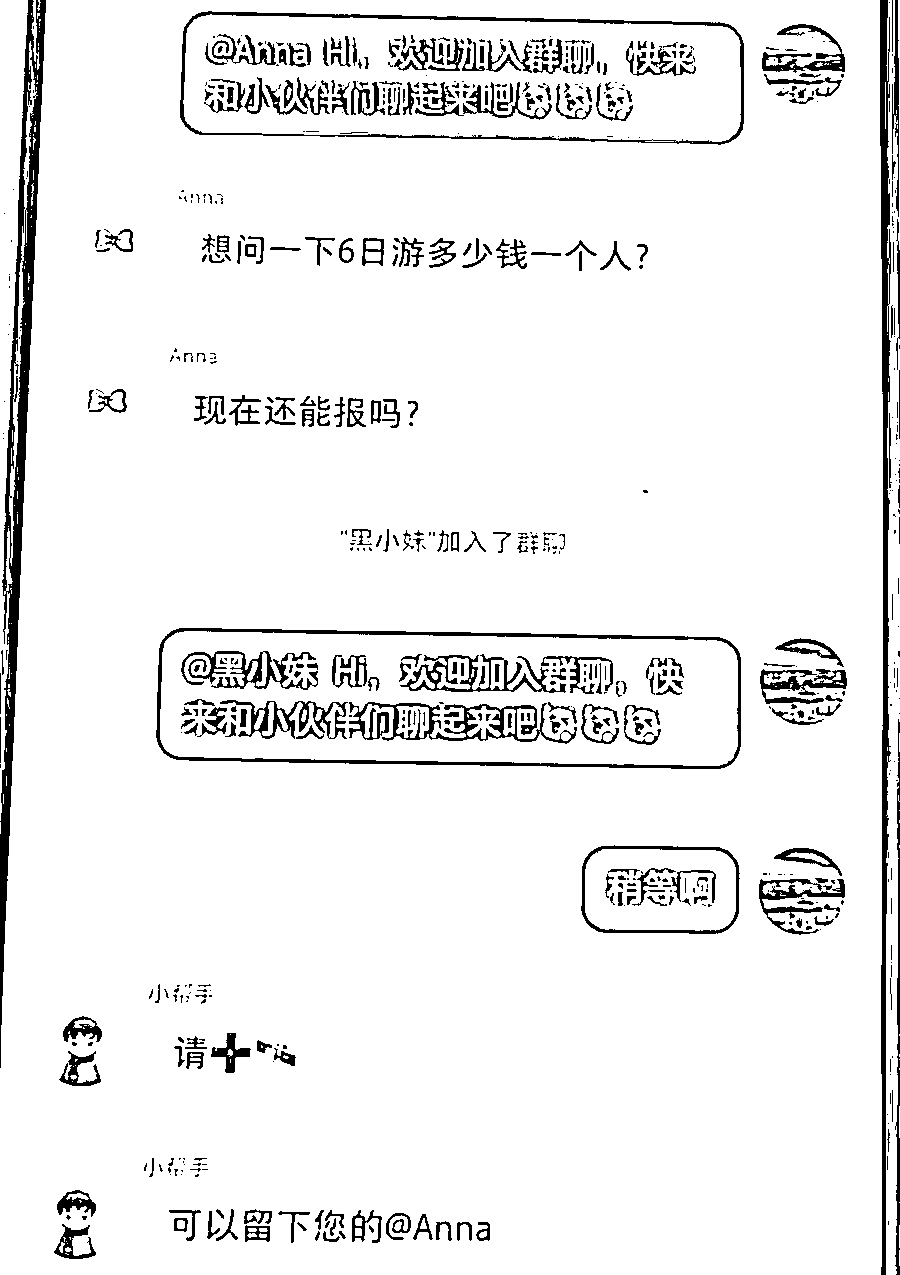 @Anna Hi，欢迎加入群聊，快来
和小伙伴们聊起来吧
Anna
想问一下6日游多少钱一个人？
Anna
现在还能报吗？
"黑小妹"加入了群聊
@黑小妹 Hi，欢迎加入群聊，快
来和小伙伴们聊起来吧
稍等啊
小帮手
请
小帮手
可以留下您的@Anna